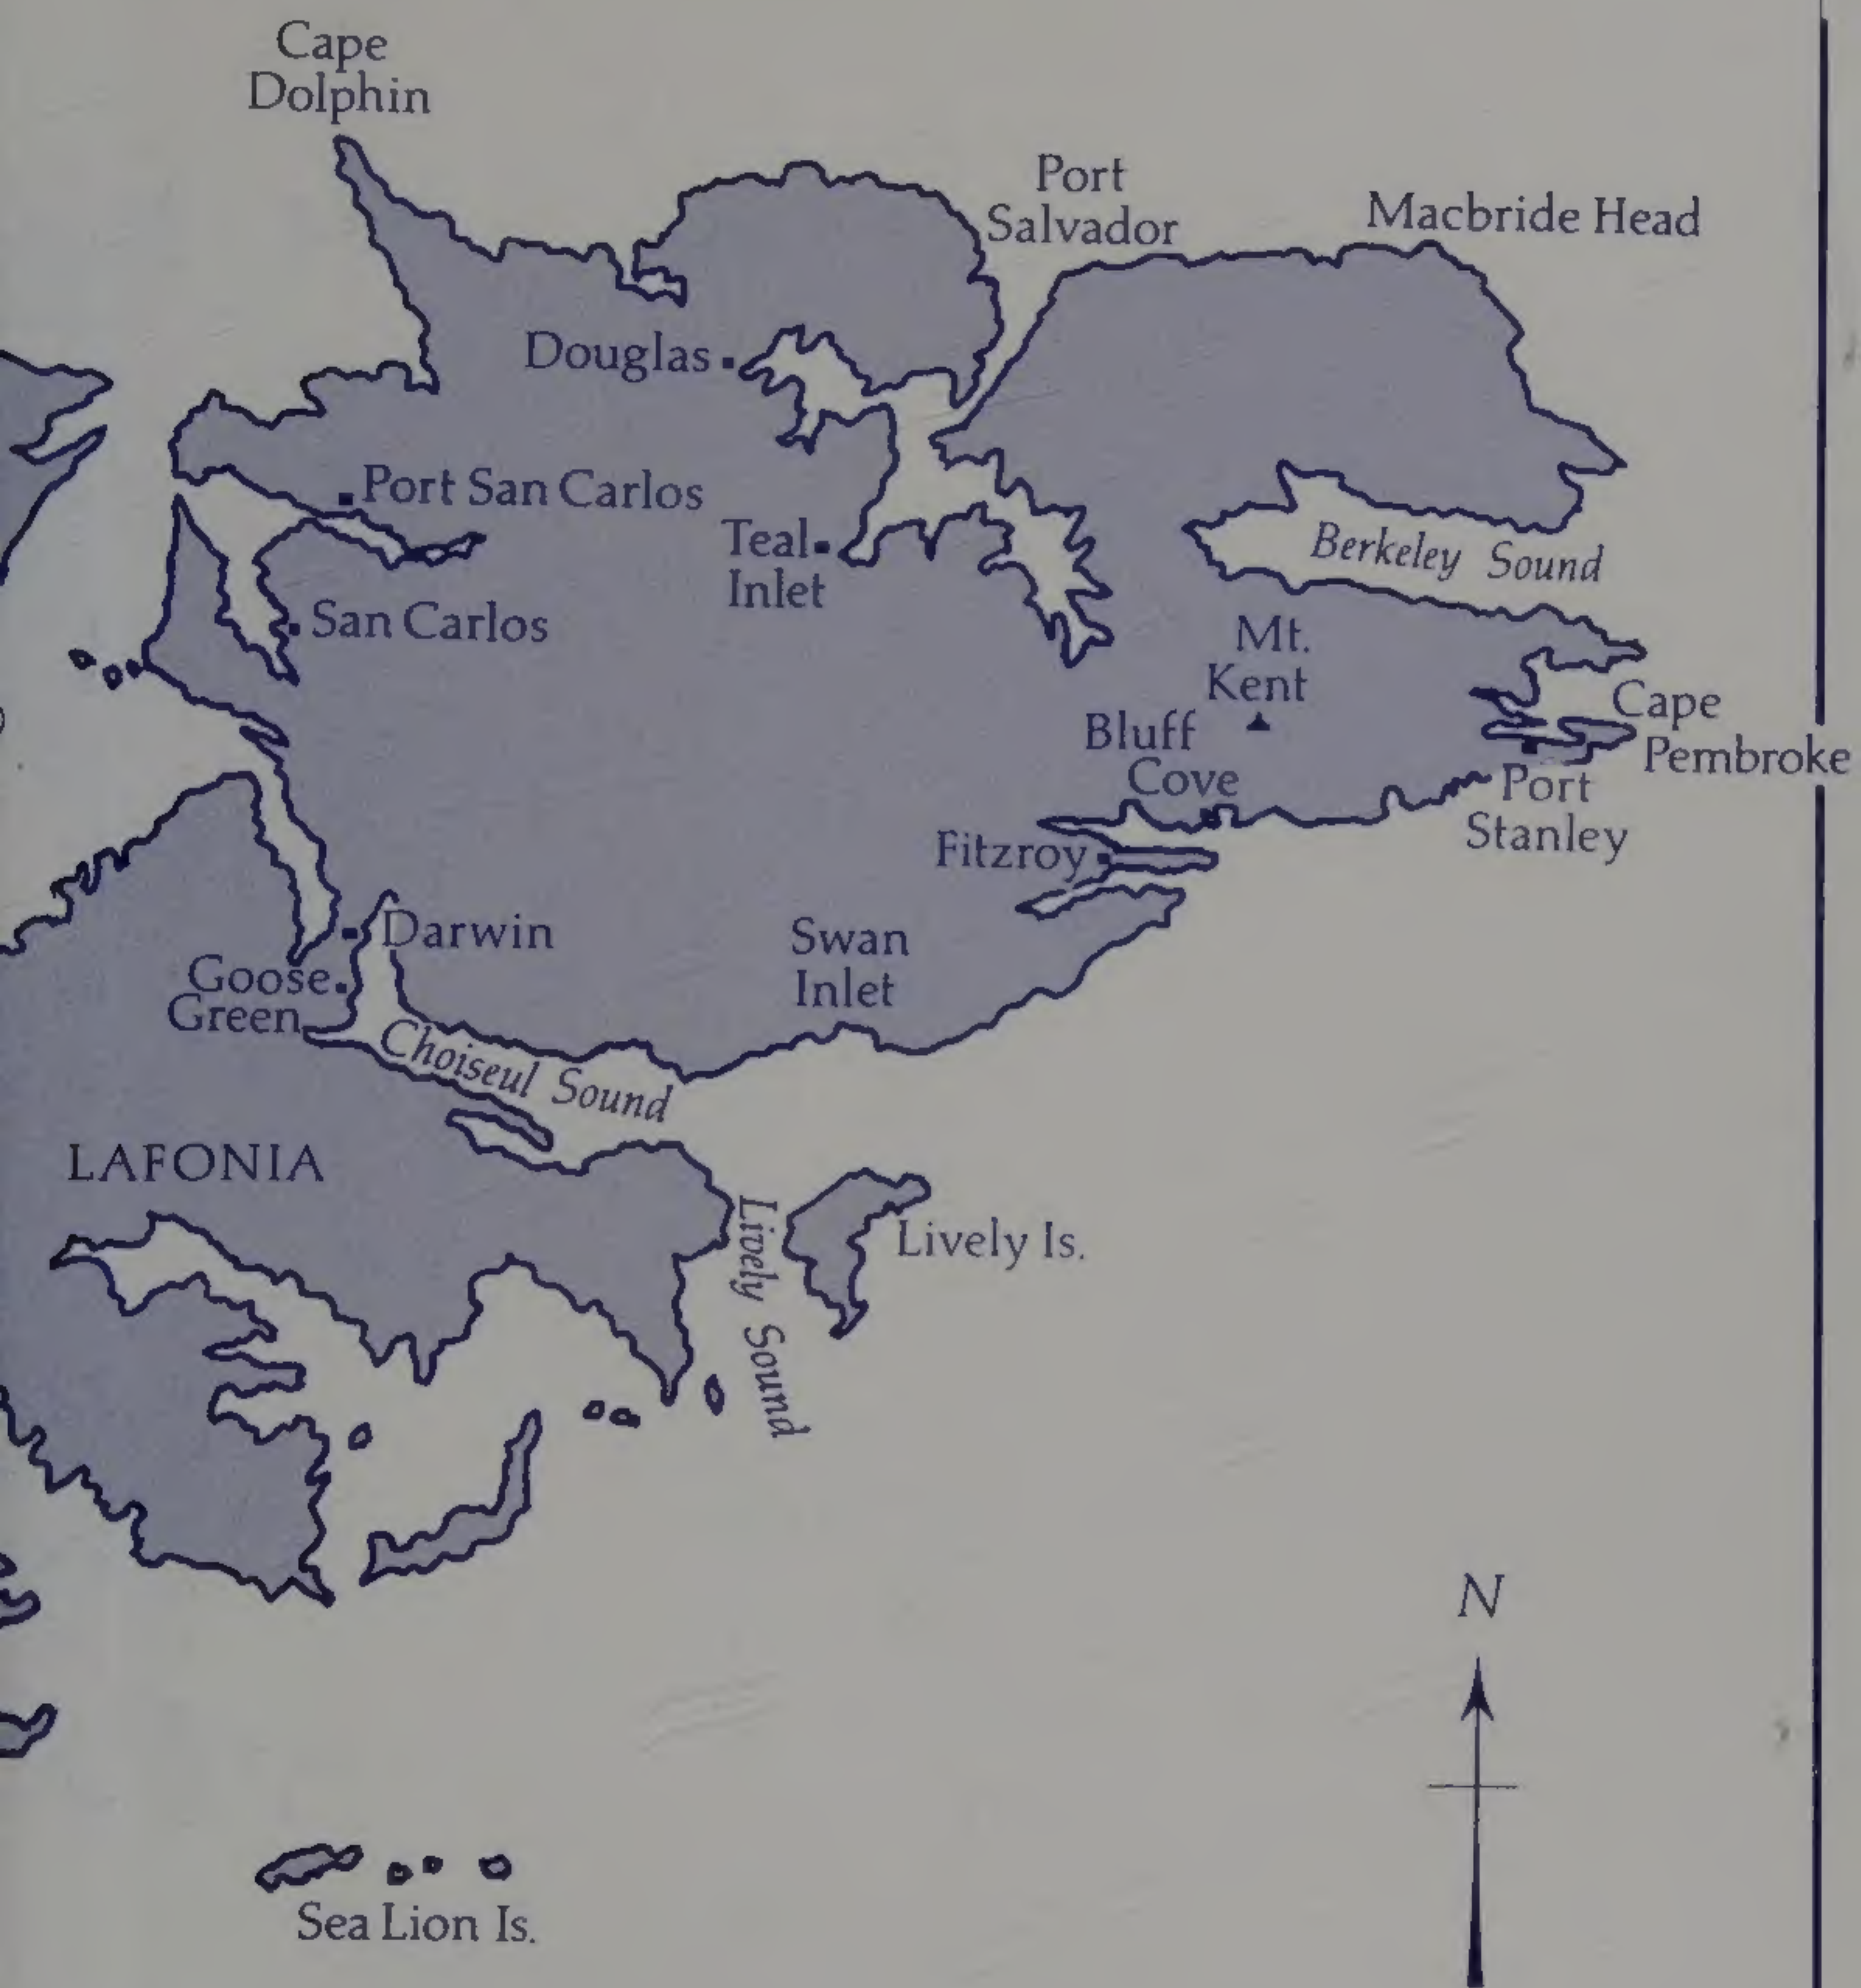 Cape
Dolphin
Port
Salvador
Macbride Head
Douglas
Port San Carlos
Teal
Inlet
Berkeley Sound
San Carlos
Mt.
Kent
Cape
Pembroke
Bluff
Cove
Port
Stanley
Fitzroy
Darwin
Swan
Inlet
Goose
Green
Choiseul Sound
LAFONIA
Lively Is.
Lively Sound
N
Sea Lion Is.